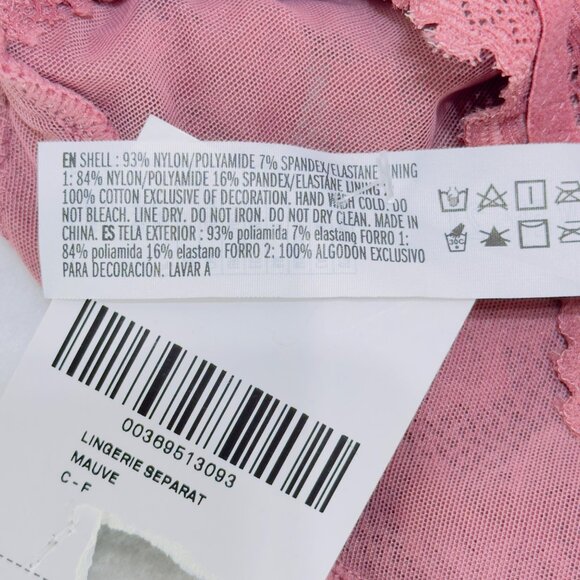 EN SHELL : 93% NYLON/POLYAMIDE 7% SPANDEX/ELASTANE LINING
1: 84% NYLON/POLYAMIDE 16% SPANDEX/ELASTANE LINING 2:
100% COTTON EXCLUSIVE OF DECORATION. HAND WASH COLD. DO
NOT BLEACH. LINE DRY. DO NOT IRON. DO NOT DRY CLEAN. MADE IN
CHINA. ES TELA EXTERIOR : 93% poliamida 7% elastano FORRO 1:
84% poliamida 16% elastano FORRO 2: 100% ALGODÓN EXCLUSIVO
PARA DECORACIÓN. LAVAR A
30C
00369513093
LINGERIE SEPARAT
MAUVE
C - F